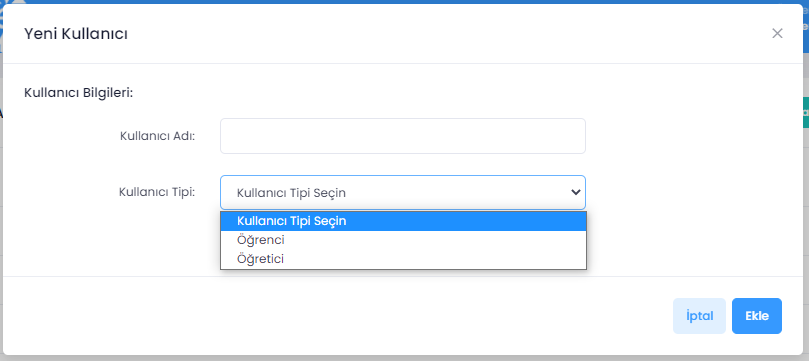 Yeni Kullanıcı
Kullanıcı Bilgileri:
Kullanıcı Adı:
Kullanıcı Tipi:
Kullanıcı Tipi Seçin
Kullanıcı Tipi Seçin
Öğrenci
Öğretici
İptal
Ekle